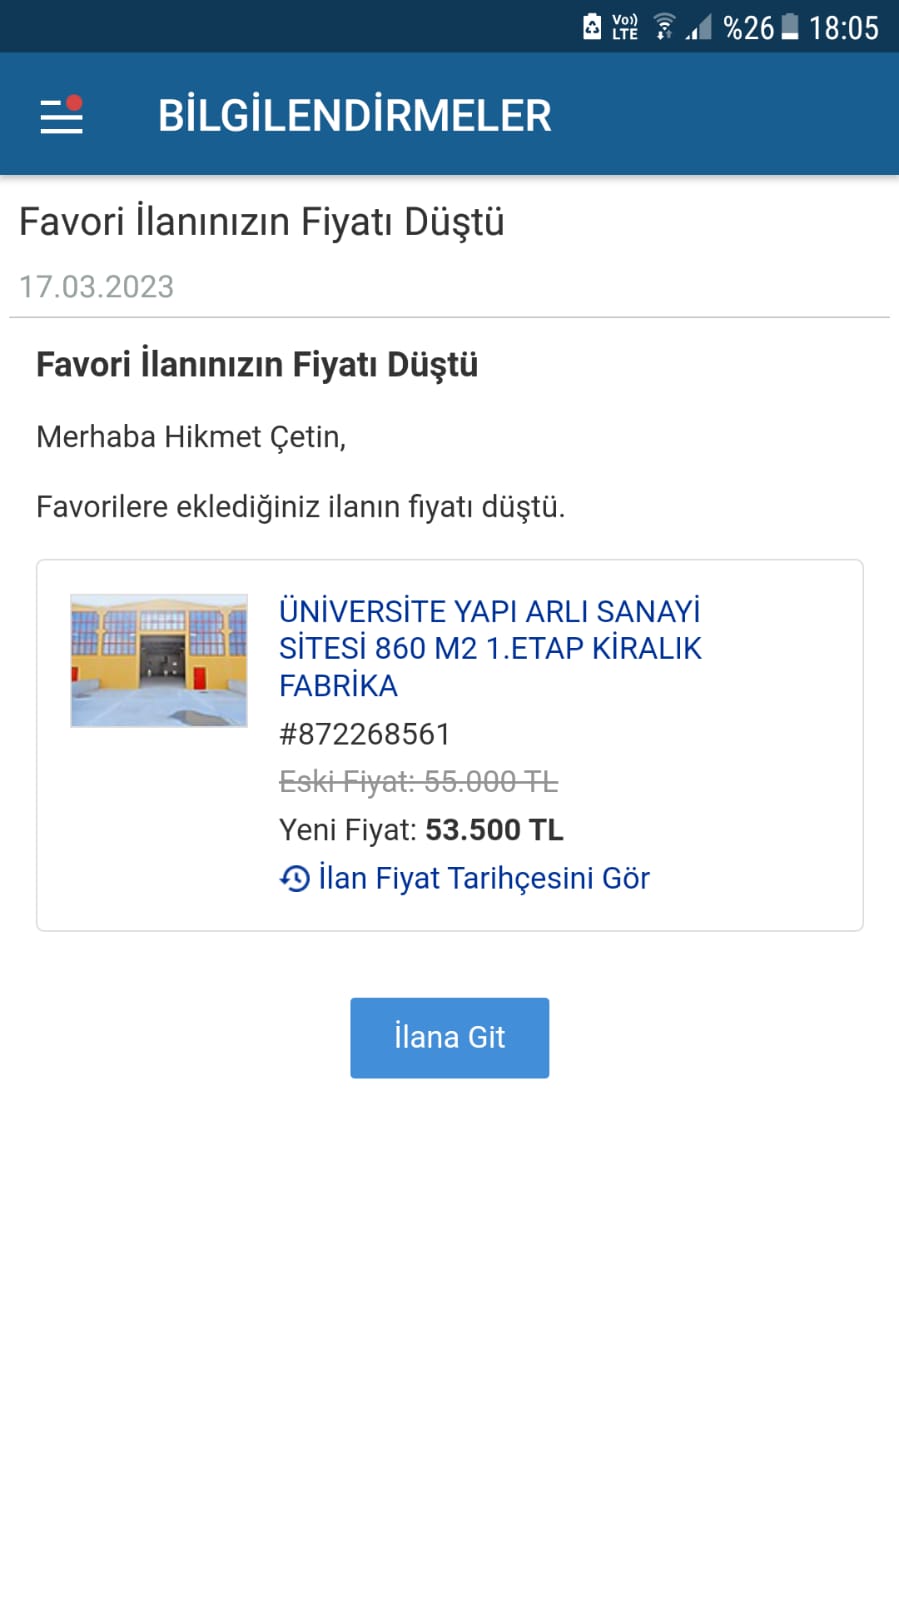 Vo))
LTE
%26
18:05
BİLGİLENDİRMELER
Favori İlanınızın Fiyatı Düştü
17.03.2023
Favori İlanınızın Fiyatı Düştü
Merhaba Hikmet Çetin,
Favorilere eklediğiniz ilanın fiyatı düştü.
ÜNİVERSİTE YAPI ARLI SANAYİ
SİTESİ 860 M2 1.ETAP KİRALIK
FABRİKA
#872268561
Eski Fiyat: 55.000 TL
Yeni Fiyat: 53.500 TL
İlan Fiyat Tarihçesini Gör
İlana Git